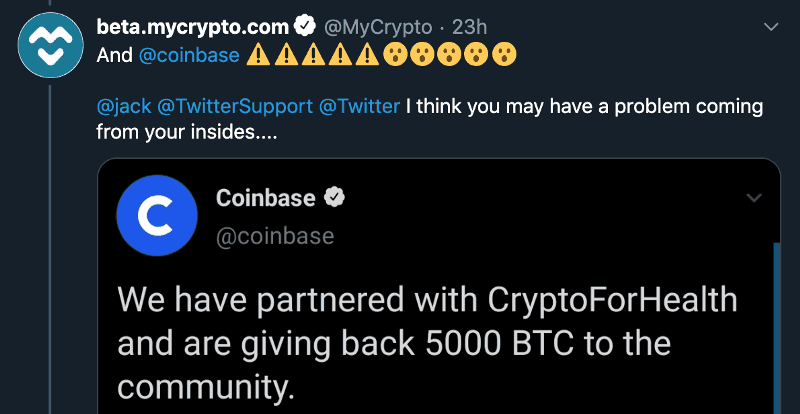 beta.mycrypto.com @MyCrypto · 23h
And @coinbase ⚠️⚠️⚠️⚠️⚠️😮😮😮😮😮
@jack @TwitterSupport @Twitter I think you may have a problem coming
from your insides....
Coinbase
@coinbase
We have partnered with CryptoForHealth
and are giving back 5000 BTC to the
community.